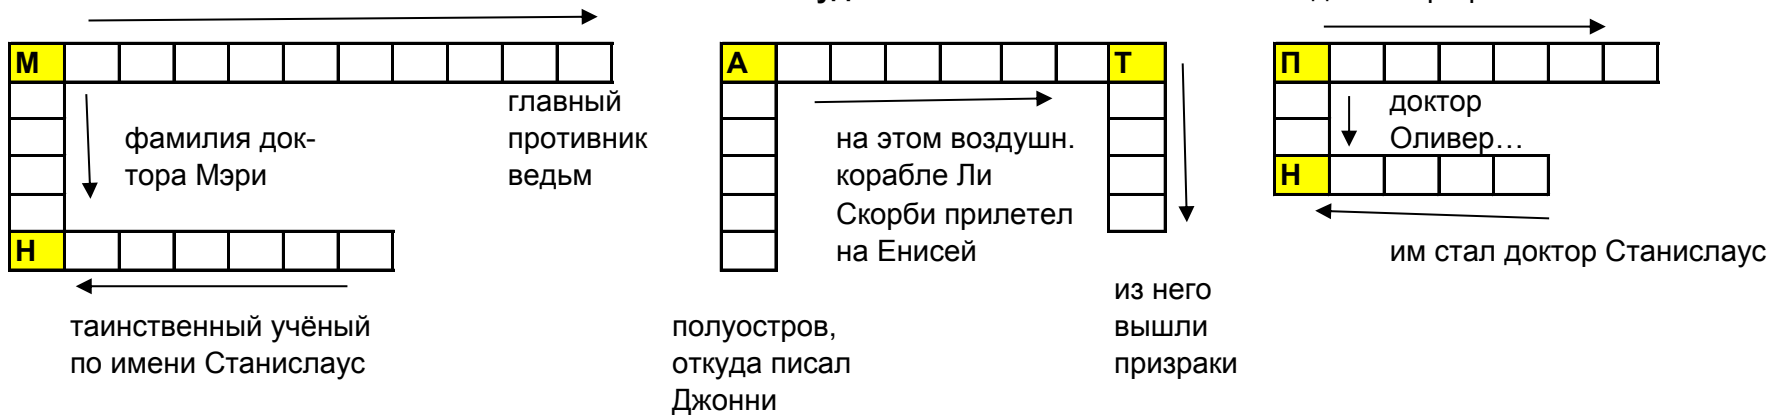 М
А
Т
П
главный
противник
ведьм
фамилия док-
тора Мэри
на этом воздушн.
корабле Ли
Скорби прилетел
на Енисей
доктор
Оливер…
Н
Н
им стал доктор Станислаус
таинственный учёный
по имени Станислаус
полуостров,
откуда писал
Джонни
из него
вышли
призраки